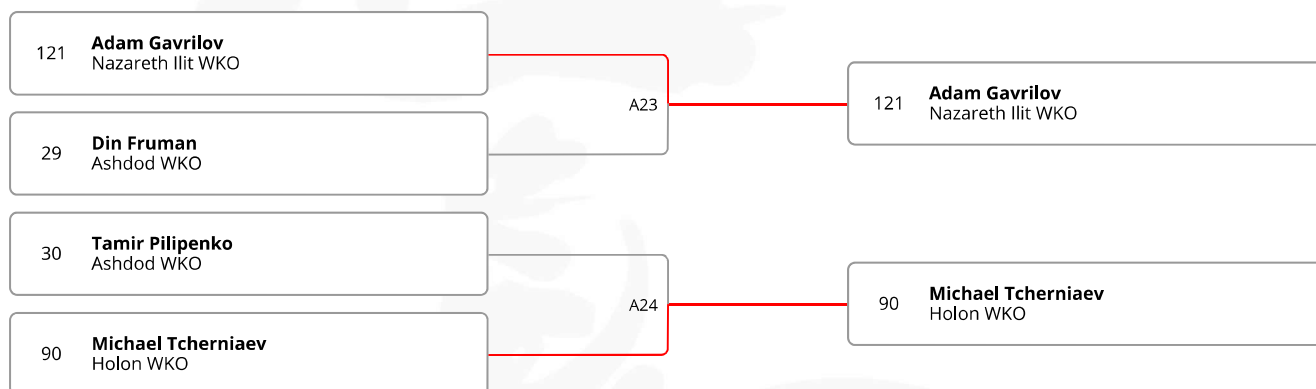 121
Adam Gavrilov
Nazareth Ilit WKO
29
Din Fruman
Ashdod WKO
A23
121
Adam Gavrilov
Nazareth Ilit WKO
30
Tamir Pilipenko
Ashdod WKO
90
Michael Tcherniaev
Holon WKO
A24
90
Michael Tcherniaev
Holon WKO